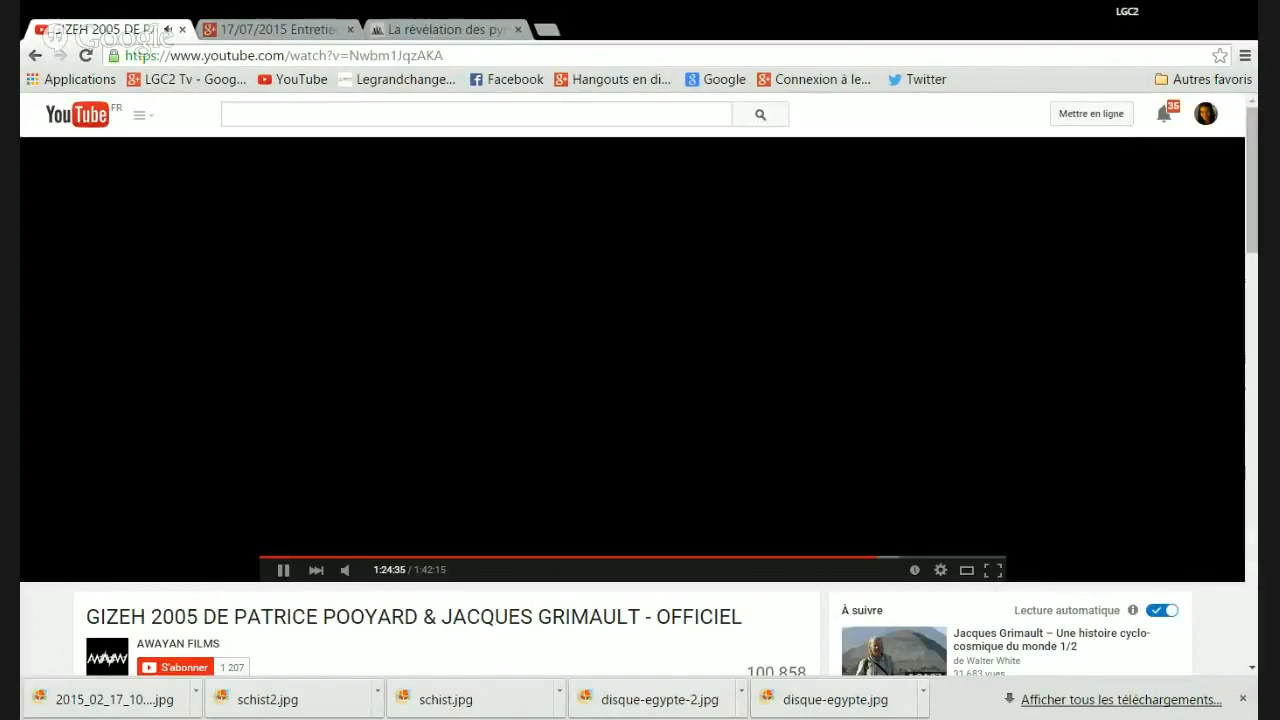 LGC2
GIZEH 2005 DE P
17/07/2015 Entretie
La révélation des py
Google
https://www.youtube.com/watch?v=Nwbm1JqzAKA
Applications LGC2 Tv - Goog... YouTube Legrandchange... Facebook Hangouts en di... Google Connexion à le... Twitter Autres favoris
YouTube FR Mettre en ligne 35
1:24:35 / 1:42:15
GIZEH 2005 DE PATRICE POOYARD & JACQUES GRIMAULT - OFFICIEL
AWAYAN FILMS
S'abonner 1 207
100 858
À suivre Lecture automatique
Jacques Grimault – Une histoire cyclo-
cosmique du monde 1/2
de Walter White
31 683 vues
2015_02_17_10....jpg schist2.jpg schist.jpg disque-egypte-2.jpg disque-egypte.jpg Afficher tous les téléchargements...